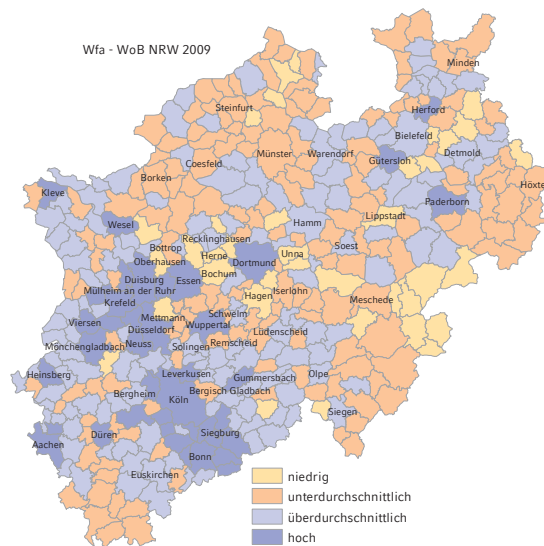 Wfa - WoB NRW 2009
Minden
Steinfurt
Herford
Bielefeld
Münster
Warendorf
Detmold
Coesfeld
Gütersloh
Borken
Höxte
Kleve
Paderborn
Lippstadt
Wesel
Hamm
Recklinghausen
Bottrop
Soest
Unna
Herne
Oberhausen
Dortmund
Bochum
Duisburg
Essen
Mülheim an der Ruhr
Iserlohn
Hagen
Meschede
Krefeld
Mettmann
Schwelm
Viersen
Düsseldorf
Wuppertal
Lüdenscheid
Neuss
Remscheid
Mönchengladbach
Solingen
Heinsberg
Leverkusen
Gummersbach
Olpe
Bergheim
Bergisch Gladbach
Köln
Siegen
Düren
Siegburg
Aachen
Bonn
Euskirchen
niedrig
unterdurchschnittlich
überdurchschnittlich
hoch